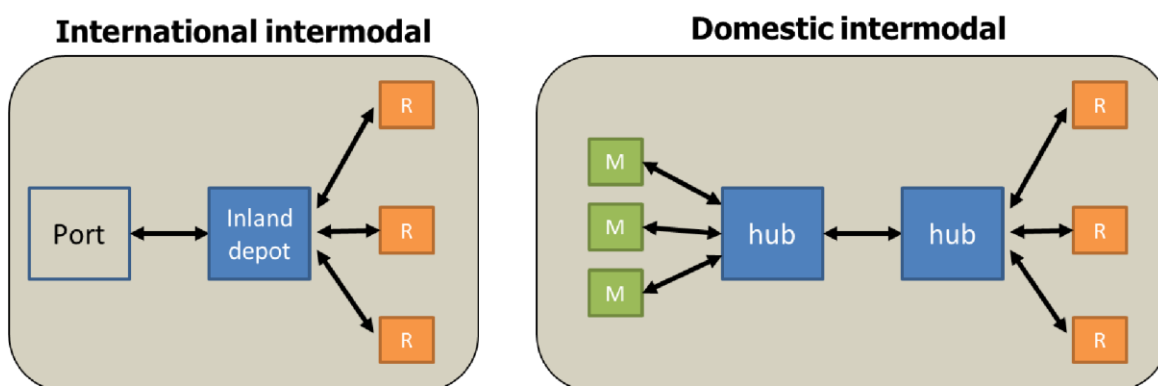 International intermodal
Port
Inland
depot
R
R
R
Domestic intermodal
M
M
M
hub
hub
R
R
R